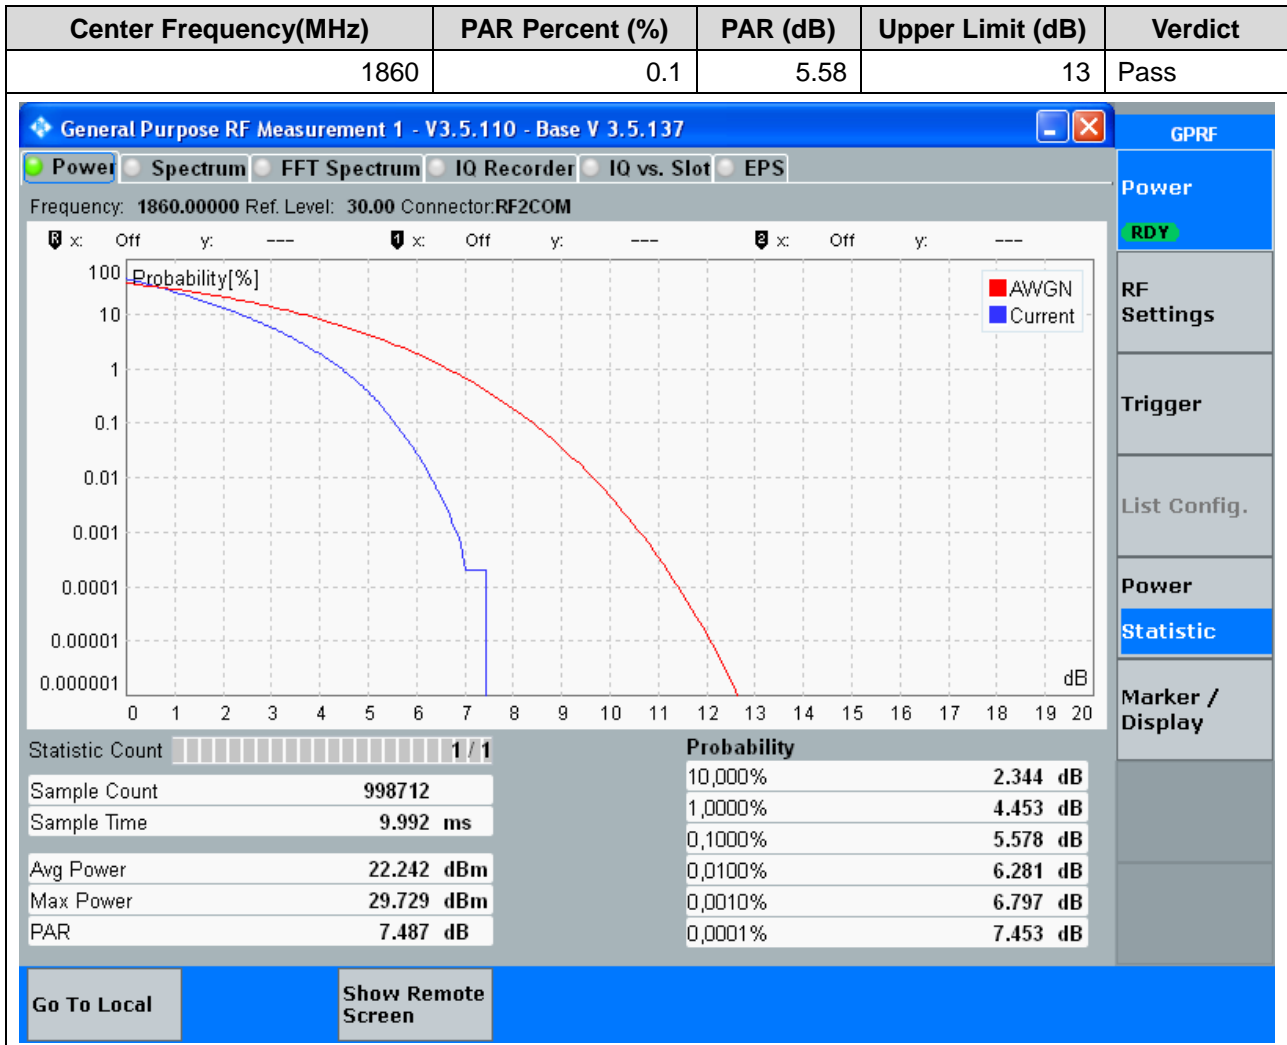 Center Frequency(MHz) PAR Percent (%) PAR (dB) Upper Limit (dB) Verdict
1860 0.1 5.58 13 Pass
General Purpose RF Measurement 1 - V3.5.110 - Base V 3.5.137
GPRF
Power Spectrum FFT Spectrum IQ Recorder IQ vs. Slot EPS
Power
RDY
Frequency: 1860.00000 Ref. Level: 30.00 Connector:RF2COM
R x: Off y: --- 1 x: Off y: --- 2 x: Off y: ---
100 Probability[%]
AWGN
Current
10
1
0.1
0.01
0.001
0.0001
0.00001
0.000001
dB
0 1 2 3 4 5 6 7 8 9 10 11 12 13 14 15 16 17 18 19 20
RF
Settings
Trigger
List Config.
Power
Statistic
Marker /
Display
Statistic Count 1 / 1
Sample Count 998712
Sample Time 9.992 ms
Avg Power 22.242 dBm
Max Power 29.729 dBm
PAR 7.487 dB
Probability
10,000% 2.344 dB
1,0000% 4.453 dB
0,1000% 5.578 dB
0,0100% 6.281 dB
0,0010% 6.797 dB
0,0001% 7.453 dB
Go To Local
Show Remote
Screen